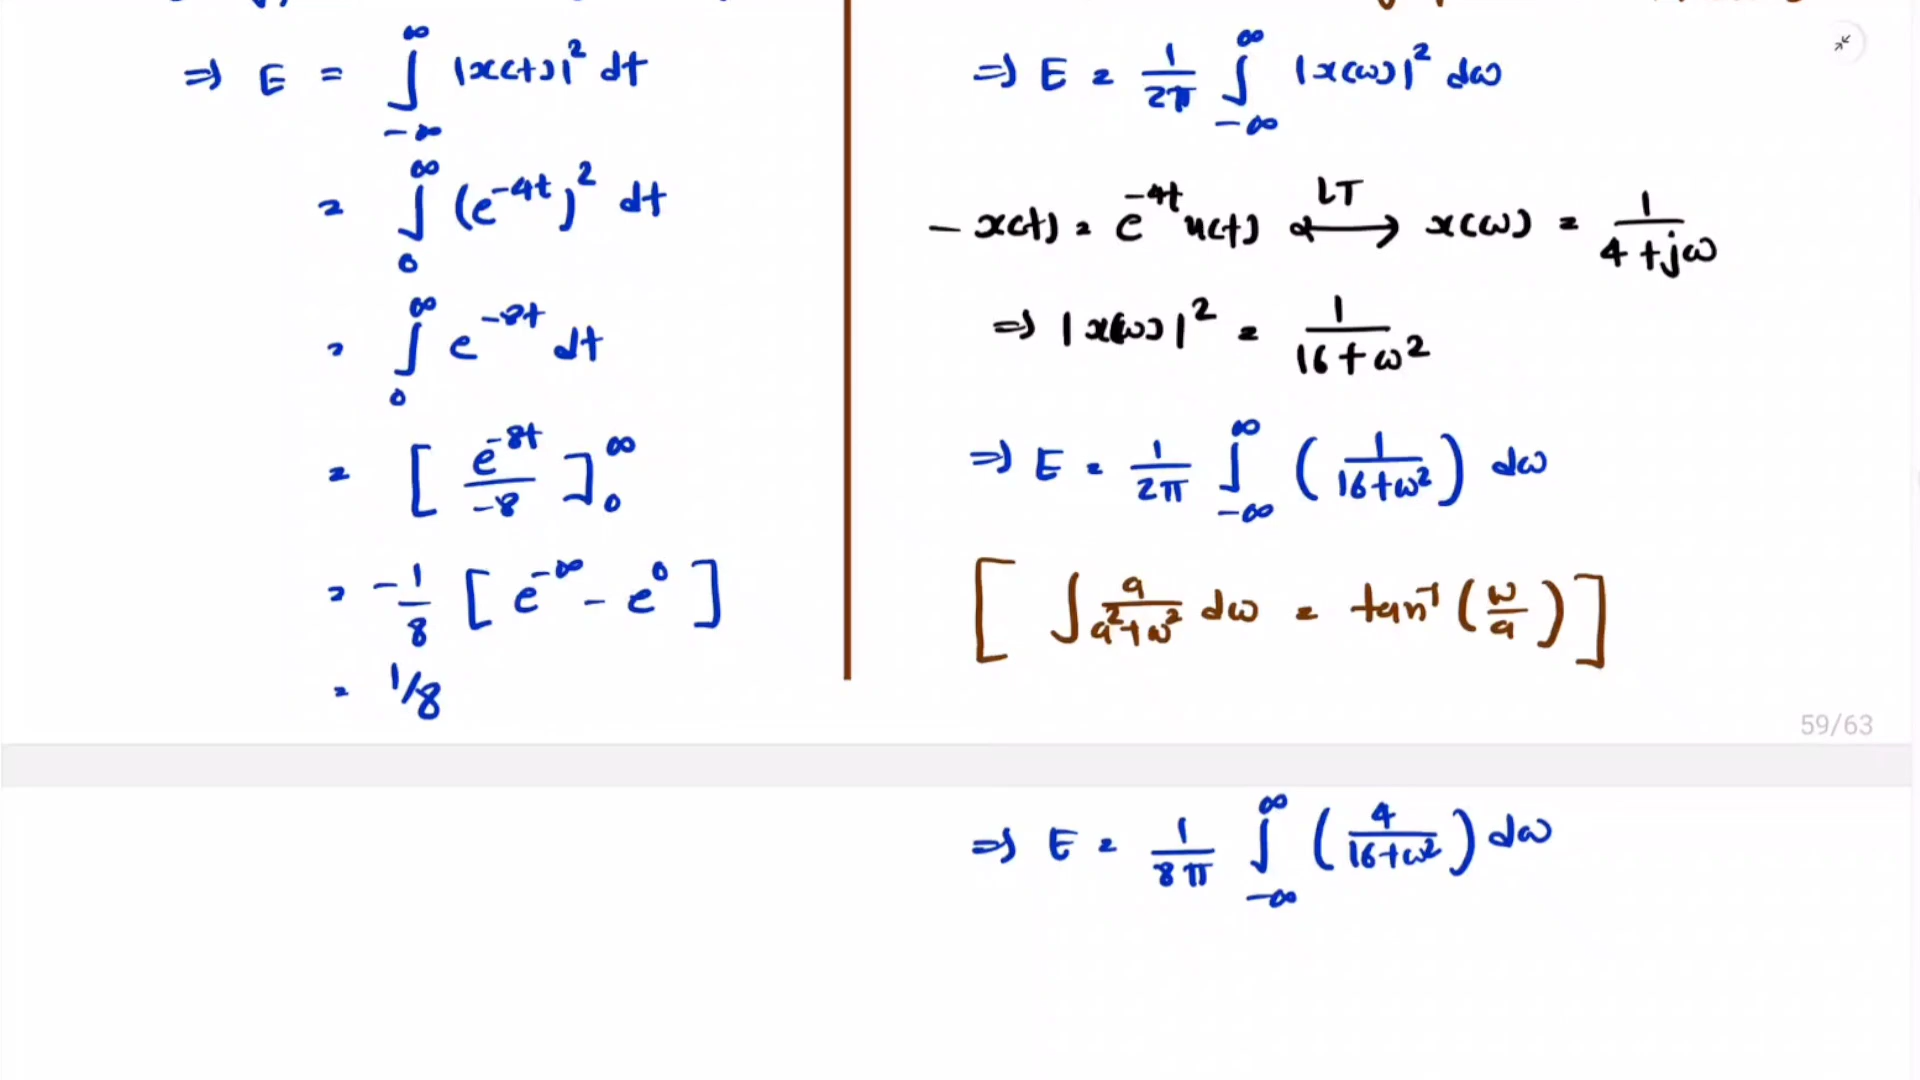 ⇒ E = ∫_{-∞}^{∞} |x(t)|² dt
= ∫_{0}^{∞} (e^{-4t})² dt
= ∫_{0}^{∞} e^{-8t} dt
= [ e^{-8t} / -8 ]_{0}^{∞}
= -1/8 [ e^{-∞} - e^{0} ]
= 1/8
⇒ E = 1/2π ∫_{-∞}^{∞} |x(ω)|² dω
- x(t) = e^{-4t} u(t) ⟷^{LT} x(ω) = 1/(4+jω)
⇒ |x(ω)|² = 1/(16+ω²)
⇒ E = 1/2π ∫_{-∞}^{∞} ( 1/(16+ω²) ) dω
[ ∫ a/(a²+ω²) dω = tan⁻¹ (ω/a) ]
59/63
⇒ E = 1/8π ∫_{-∞}^{∞} ( 4/(16+ω²) ) dω